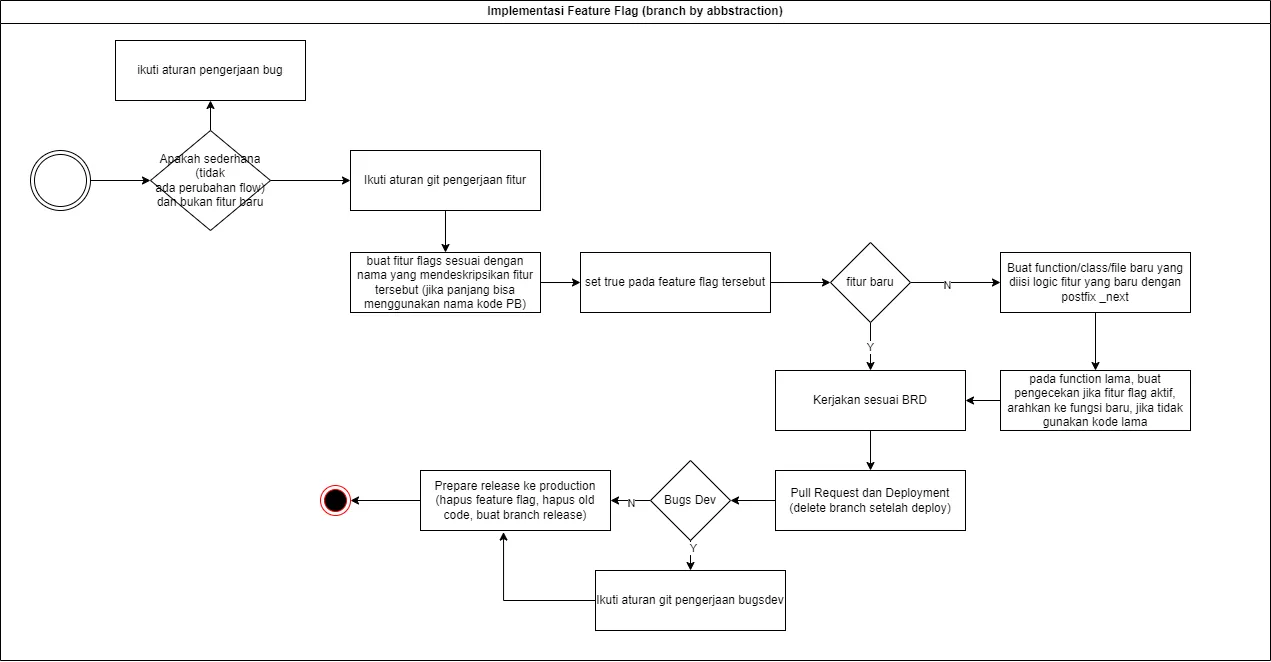 Implementasi Feature Flag (branch by abbstraction)
ikuti aturan pengerjaan bug
Apakah sederhana
(tidak
ada perubahan flow)
dan bukan fitur baru
Ikuti aturan git pengerjaan fitur
buat fitur flags sesuai dengan
nama yang mendeskripsikan fitur
tersebut (jika panjang bisa
menggunakan nama kode PB)
set true pada feature flag tersebut
fitur baru
N
Buat function/class/file baru yang
diisi logic fitur yang baru dengan
postfix _next
Y
Kerjakan sesuai BRD
pada function lama, buat
pengecekan jika fitur flag aktif,
arahkan ke fungsi baru, jika tidak
gunakan kode lama
Prepare release ke production
(hapus feature flag, hapus old
code, buat branch release)
N
Bugs Dev
Pull Request dan Deployment
(delete branch setelah deploy)
Y
Ikuti aturan git pengerjaan bugsdev